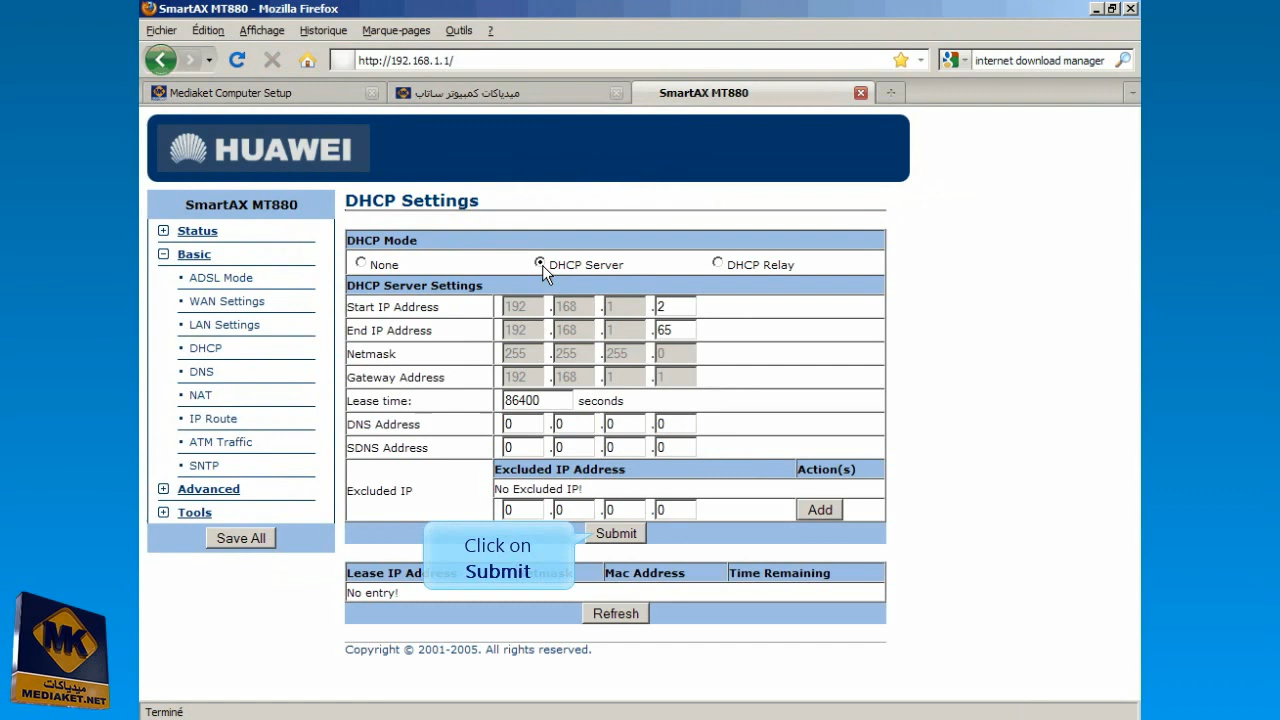 SmartAX MT880 - Mozilla Firefox
Fichier Édition Affichage Historique Marque-pages Outils ?
http://192.168.1.1/ internet download manager
Mediaket Computer Setup ميدياكات كمبيوتر ساتاب SmartAX MT880
HUAWEI
SmartAX MT880
Status
Basic
ADSL Mode
WAN Settings
LAN Settings
DHCP
DNS
NAT
IP Route
ATM Traffic
SNTP
Advanced
Tools
Save All
DHCP Settings
DHCP Mode
None DHCP Server DHCP Relay
DHCP Server Settings
Start IP Address 192 .168 .1 .2
End IP Address 192 .168 .1 .65
Netmask 255 .255 .255 .0
Gateway Address 192 .168 .1 .1
Lease time: 86400 seconds
DNS Address 0 .0 .0 .0
SDNS Address 0 .0 .0 .0
Excluded IP Address Action(s)
No Excluded IP!
Excluded IP
0 .0 .0 .0 Add
Submit
Click on
Submit
Lease IP Address Netmask Mac Address Time Remaining
No entry!
Refresh
Copyright © 2001-2005. All rights reserved.
Terminé
MK
ميدياكات
MEDIAKET.NET